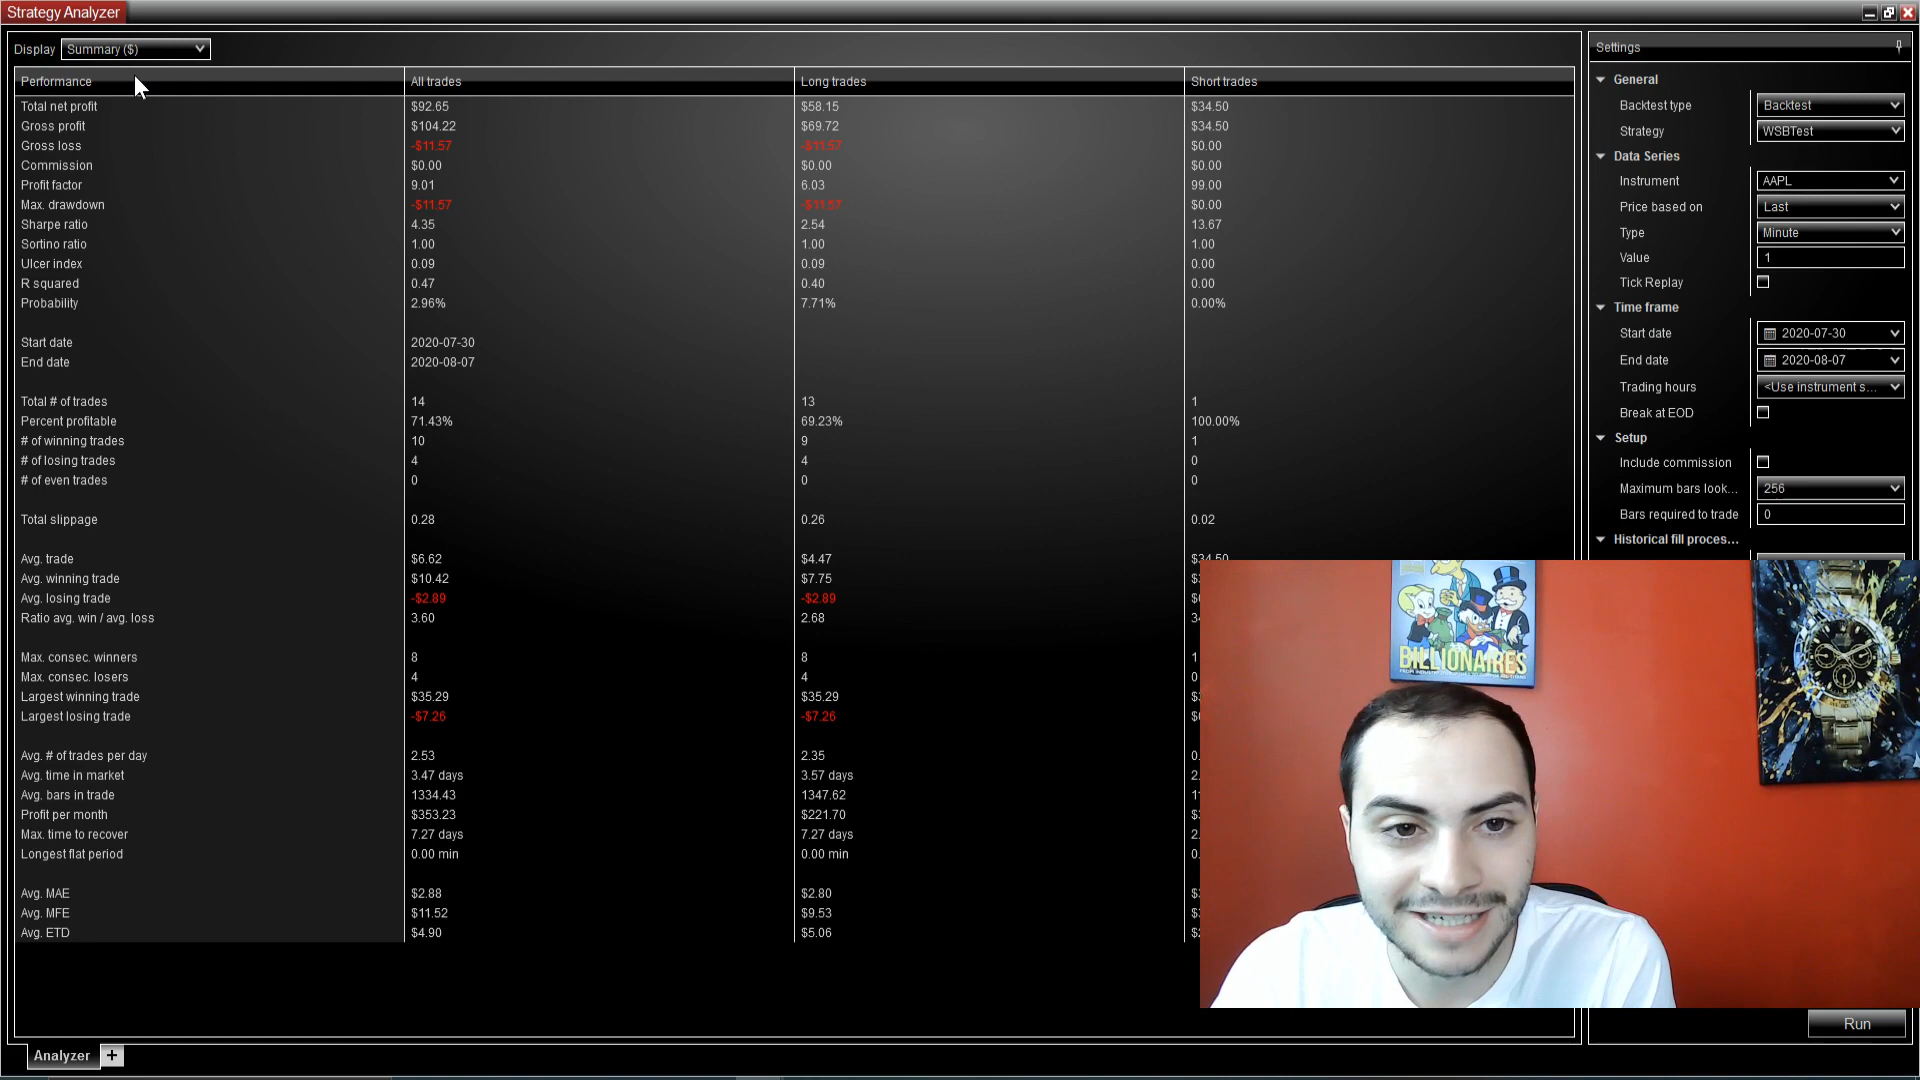 Strategy Analyzer
Display Summary ($)
Performance All trades Long trades Short trades
Total net profit $92.65 $58.15 $34.50
Gross profit $104.22 $69.72 $34.50
Gross loss -$11.57 -$11.57 $0.00
Commission $0.00 $0.00 $0.00
Profit factor 9.01 6.03 99.00
Max. drawdown -$11.57 -$11.57 $0.00
Sharpe ratio 4.35 2.54 13.67
Sortino ratio 1.00 1.00 1.00
Ulcer index 0.09 0.09 0.00
R squared 0.47 0.40 0.00
Probability 2.96% 7.71% 0.00%
Start date 2020-07-30
End date 2020-08-07
Total # of trades 14 13 1
Percent profitable 71.43% 69.23% 100.00%
# of winning trades 10 9 1
# of losing trades 4 4 0
# of even trades 0 0 0
Total slippage 0.28 0.26 0.02
Avg. trade $6.62 $4.47 $34.50
Avg. winning trade $10.42 $7.75
Avg. losing trade -$2.89 -$2.89
Ratio avg. win / avg. loss 3.60 2.68
Max. consec. winners 8 8 1
Max. consec. losers 4 4 0
Largest winning trade $35.29 $35.29
Largest losing trade -$7.26 -$7.26
Avg. # of trades per day 2.53 2.35
Avg. time in market 3.47 days 3.57 days
Avg. bars in trade 1334.43 1347.62
Profit per month $353.23 $221.70
Max. time to recover 7.27 days 7.27 days
Longest flat period 0.00 min 0.00 min
Avg. MAE $2.88 $2.80
Avg. MFE $11.52 $9.53
Avg. ETD $4.90 $5.06
Analyzer +
Settings
General
Backtest type Backtest
Strategy WSBTest
Data Series
Instrument AAPL
Price based on Last
Type Minute
Value 1
Tick Replay
Time frame
Start date 2020-07-30
End date 2020-08-07
Trading hours <Use instrument s...
Break at EOD
Setup
Include commission
Maximum bars look... 256
Bars required to trade 0
Historical fill proces...
BILLIONAIRES
Run